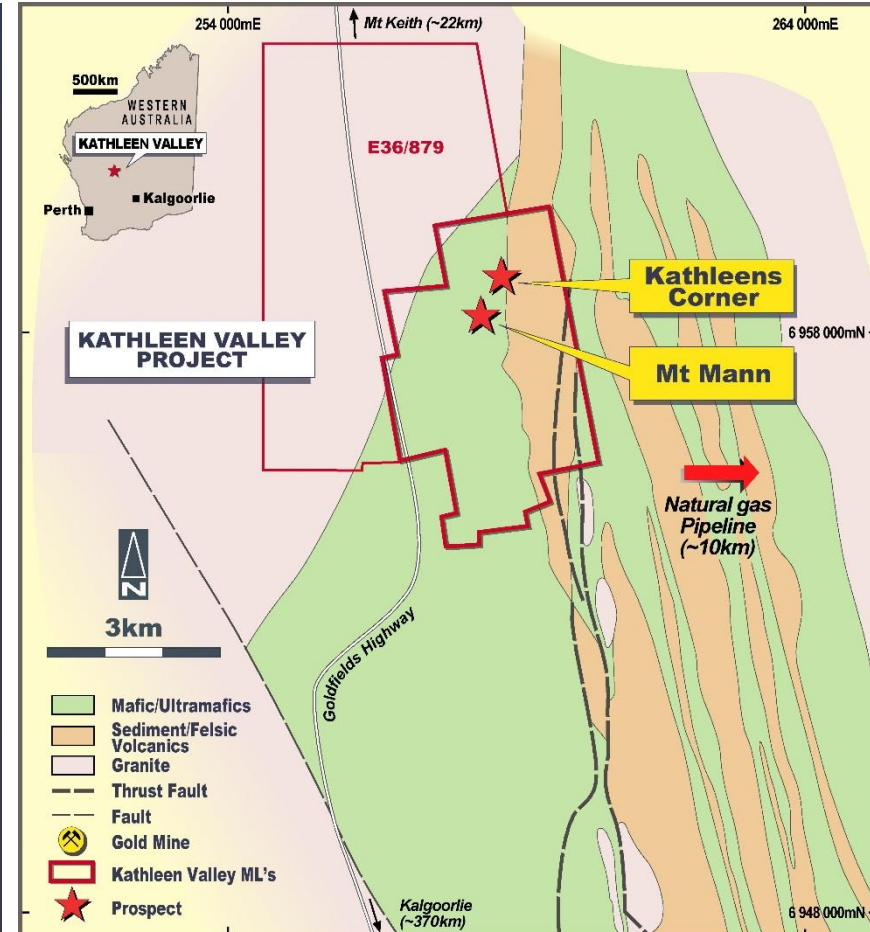 254 000mE
Mt Keith (~22km)
264 000mE
500km
WESTERN
AUSTRALIA
KATHLEEN VALLEY
Kalgoorlie
Perth
E36/879
Kathleens
Corner
6 958 000mN
KATHLEEN VALLEY
PROJECT
Mt Mann
Natural gas
Pipeline
(~10km)
N
3km
Goldfields Highway
Mafic/Ultramafics
Sediment/Felsic
Volcanics
Granite
Thrust Fault
Fault
Gold Mine
Kathleen Valley ML's
Prospect
Kalgoorlie
(~370km)
6 948 000mN